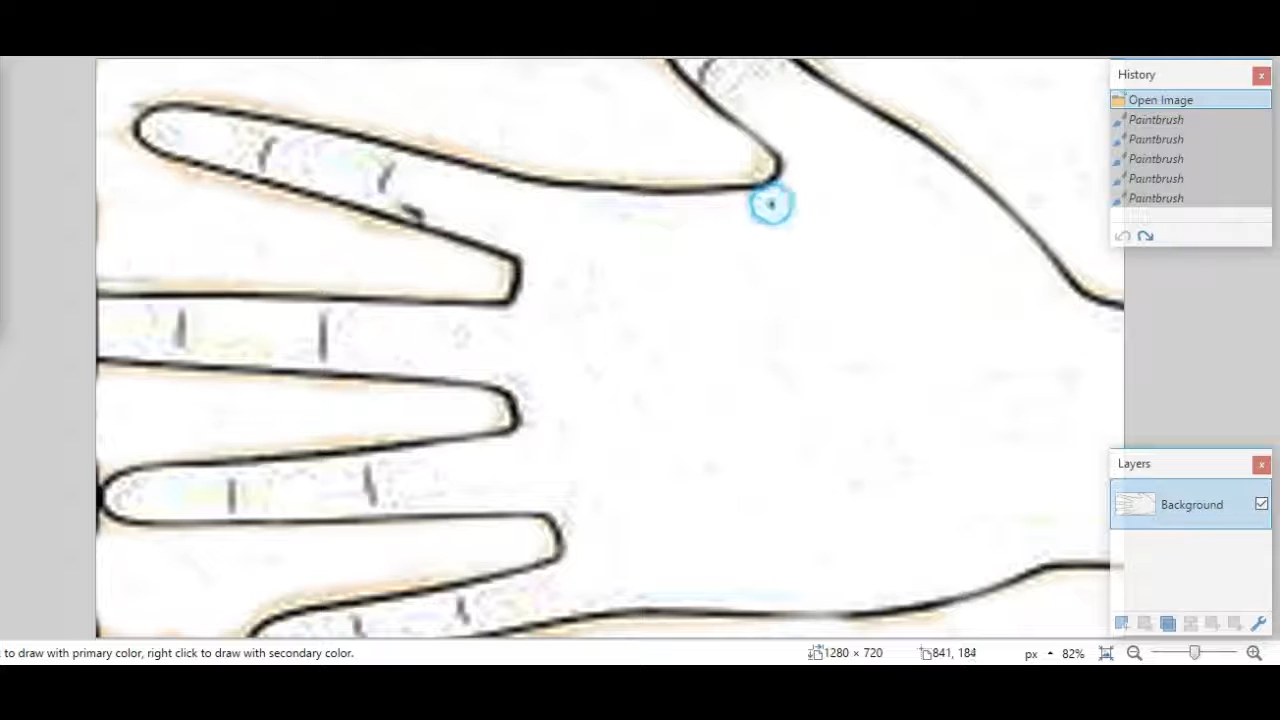 History
x
Open Image
Paintbrush
Paintbrush
Paintbrush
Paintbrush
Paintbrush
Layers
x
Background
to draw with primary color, right click to draw with secondary color.
1280 × 720
841, 184
px
82%